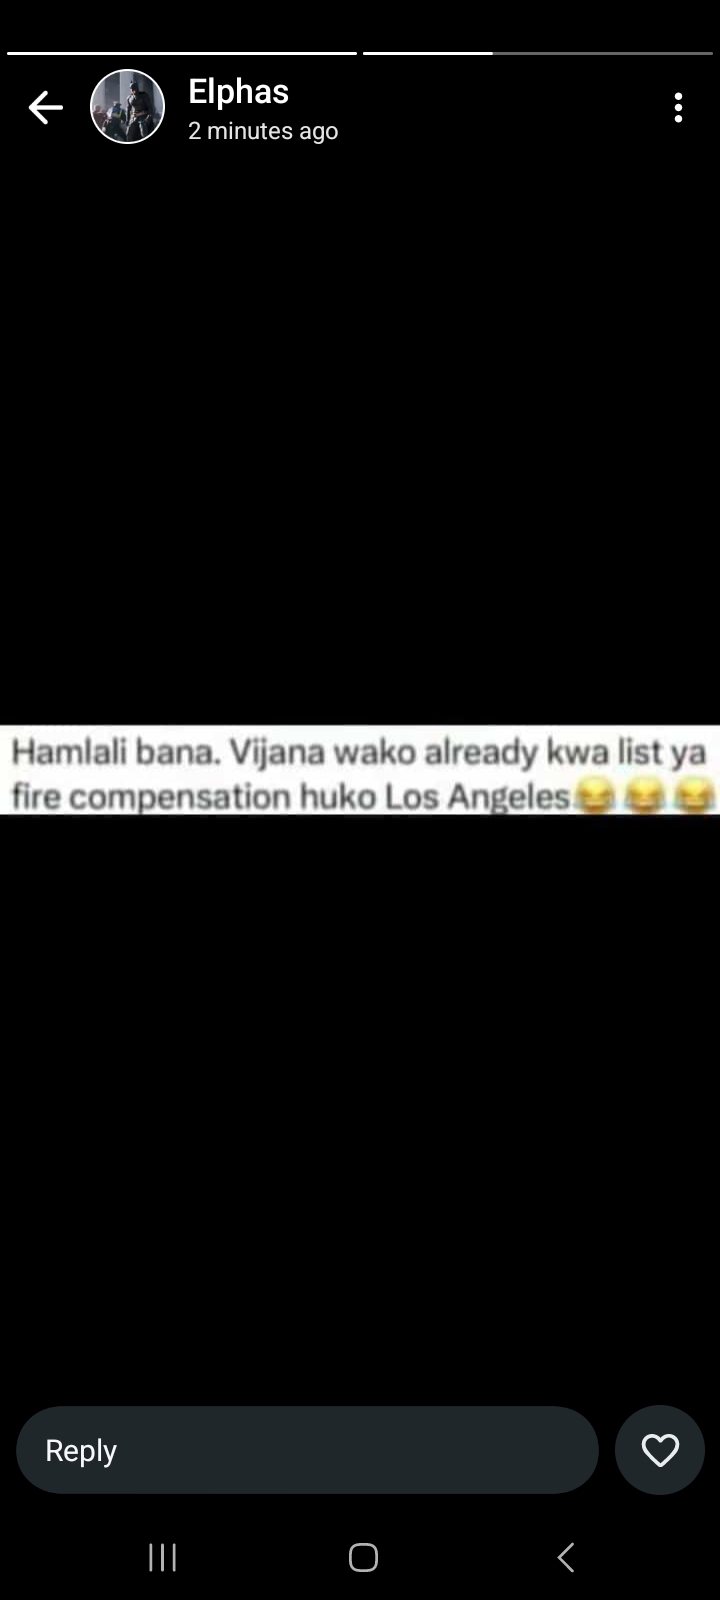 Elphas
2 minutes ago
Hamlali bana. Vijana wako already kwa list ya
fire compensation huko Los Angeles😂😂😂
Reply